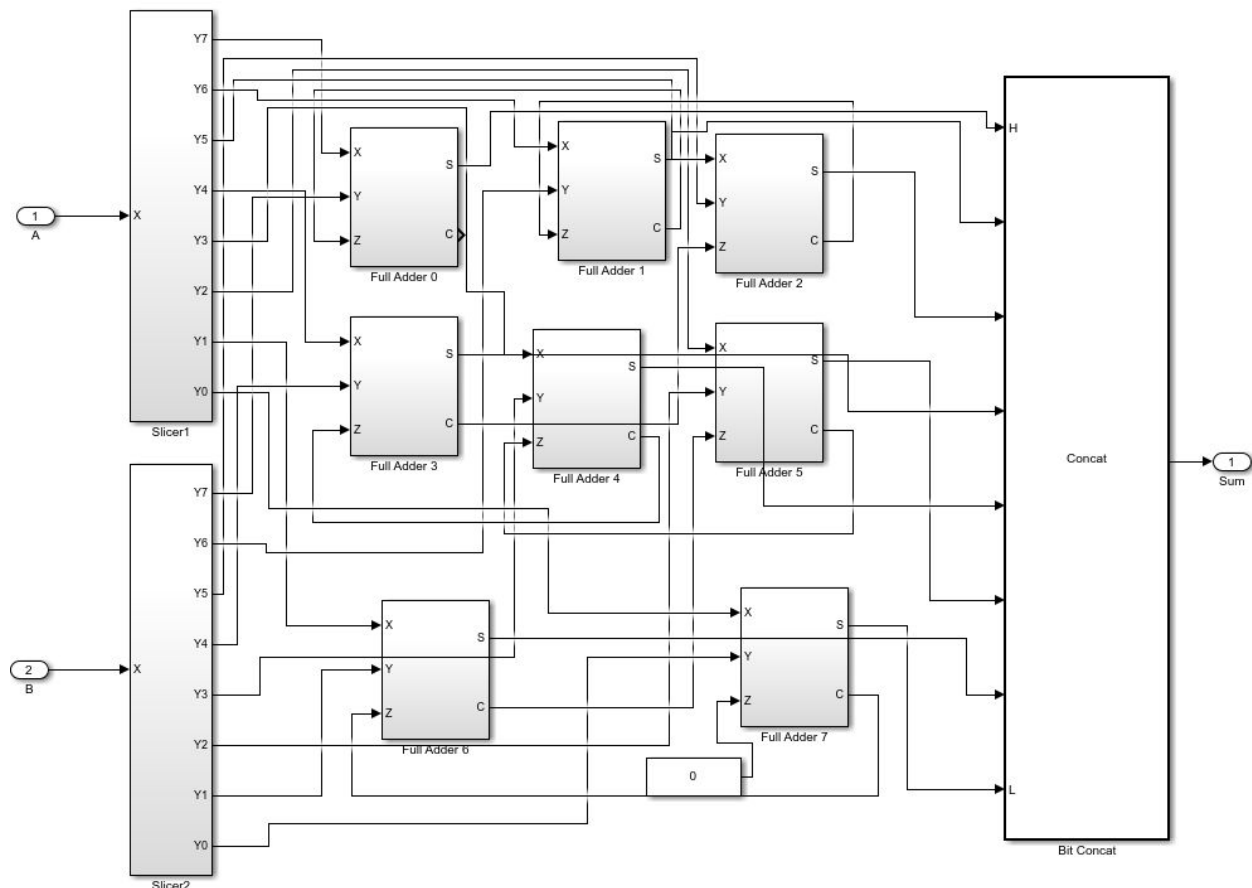 1
A
X
Y7
Y6
Y5
Y4
Y3
Y2
Y1
Y0
Slicer1
2
B
X
Y7
Y6
Y5
Y4
Y3
Y2
Y1
Y0
Slicer2
X
Y
Z
S
C
Full Adder 0
X
Y
Z
S
C
Full Adder 1
X
Y
Z
S
C
Full Adder 2
X
Y
Z
S
C
Full Adder 3
X
Y
Z
S
C
Full Adder 4
X
Y
Z
S
C
Full Adder 5
X
Y
Z
S
C
Full Adder 6
X
Y
Z
S
C
Full Adder 7
0
H
L
Concat
Bit Concat
1
Sum